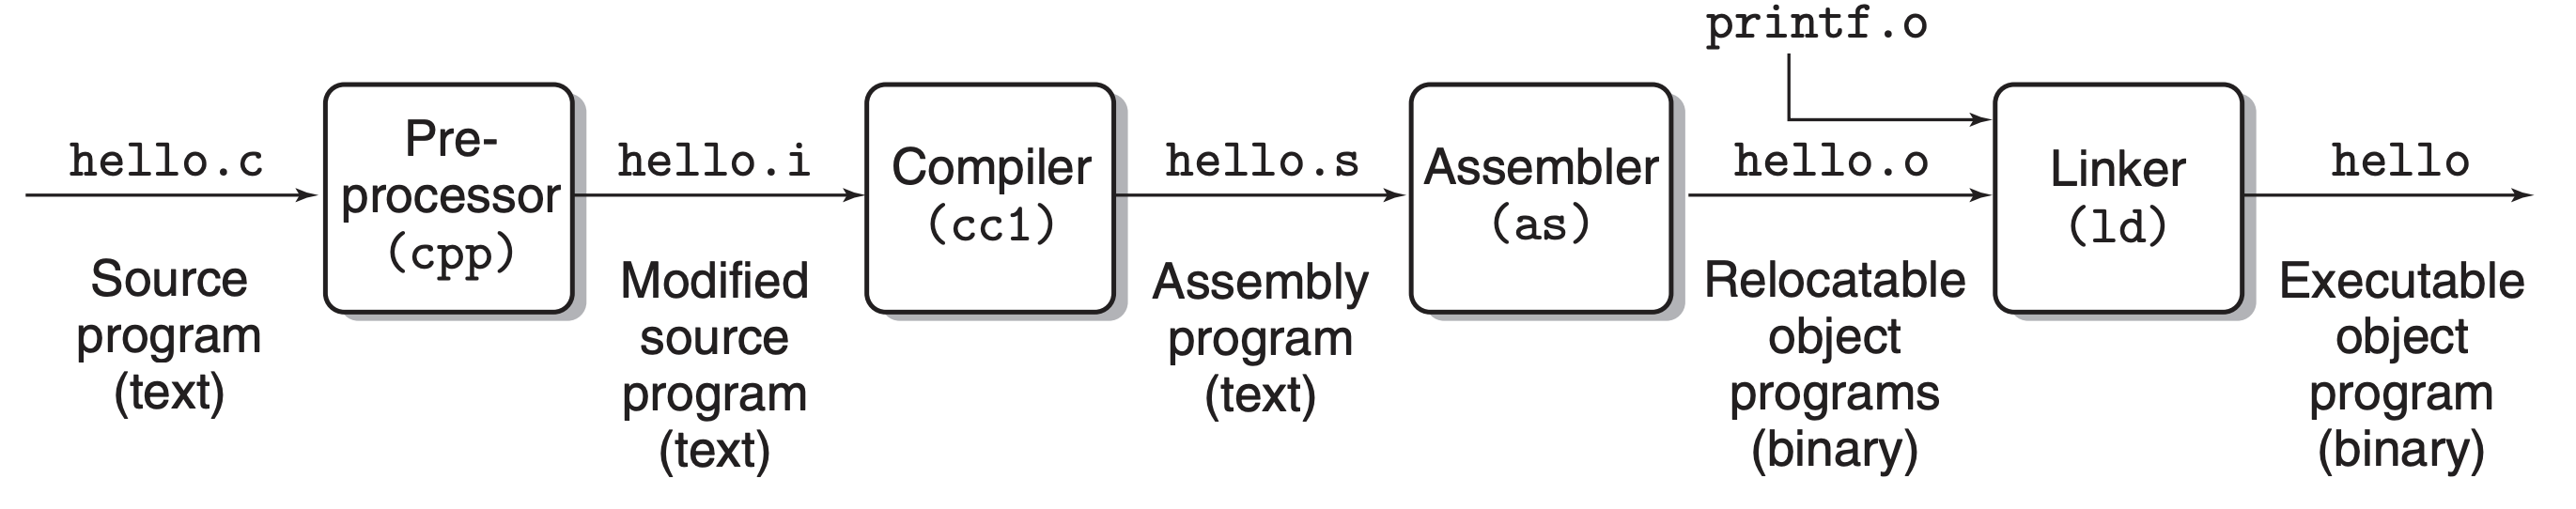 printf.o
hello.c
Pre-
processor
(cpp)
hello.i
Compiler
(cc1)
hello.s
Assembler
(as)
hello.o
Linker
(ld)
hello
Source
program
(text)
Modified
source
program
(text)
Assembly
program
(text)
Relocatable
object
programs
(binary)
Executable
object
program
(binary)